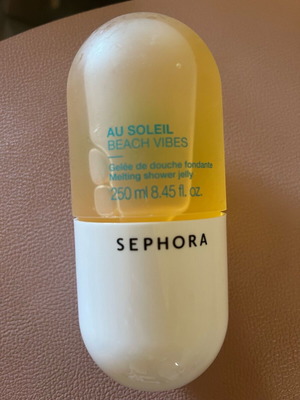 AU SOLEIL
BEACH VIBES
Gelée de douche fondante
Melting shower jelly
250 ml 8.45 fl. oz.
SEPHORA